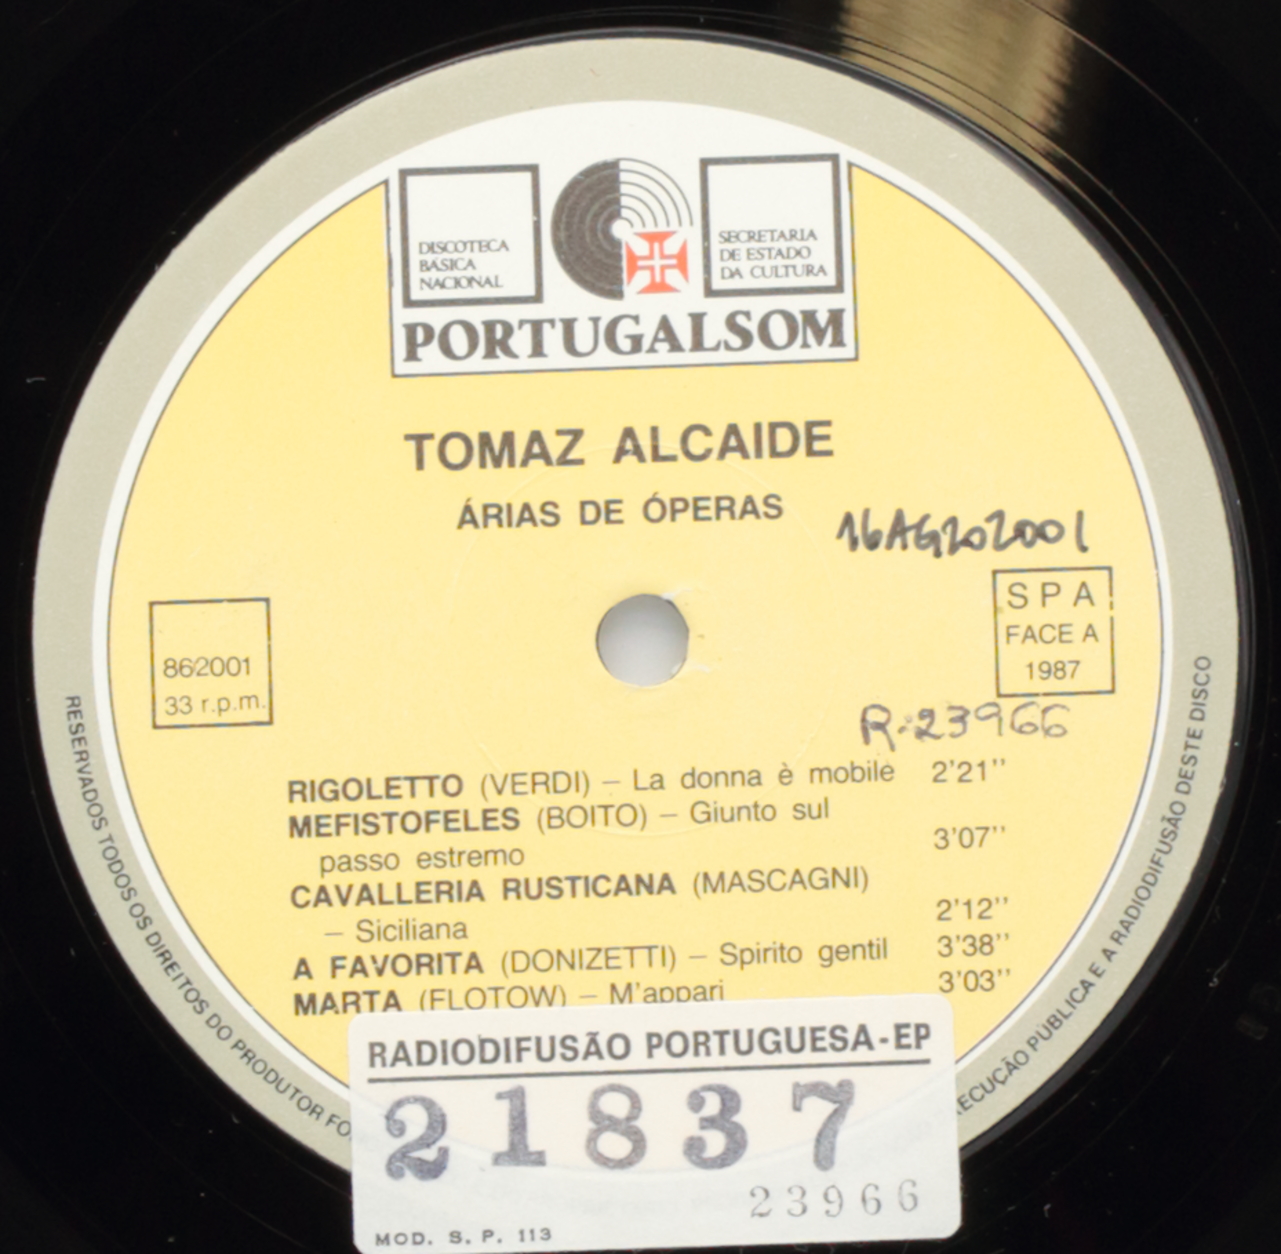 DISCOTECA
BÁSICA
NACIONAL
SECRETARIA
DE ESTADO
DA CULTURA
PORTUGALSOM
TOMAZ ALCAIDE
ÁRIAS DE ÓPERAS
16AGO2001
862001
33 r.p.m.
S P A
FACE A
1987
R-23966
RIGOLETTO (VERDI) – La donna è mobile 2'21''
MEFISTOFELES (BOITO) – Giunto sul
passo estremo 3'07''
CAVALLERIA RUSTICANA (MASCAGNI)
– Siciliana 2'12''
A FAVORITA (DONIZETTI) – Spirito gentil 3'38''
MARTA (FLOTOW) – M'appari 3'03''
RESERVADOS TODOS OS DIREITOS DO PRODUTOR FO
ECUÇÃO PÚBLICA E A RADIODIFUSÃO DESTE DISCO
RADIODIFUSÃO PORTUGUESA-EP
21837
23966
MOD. S. P. 113